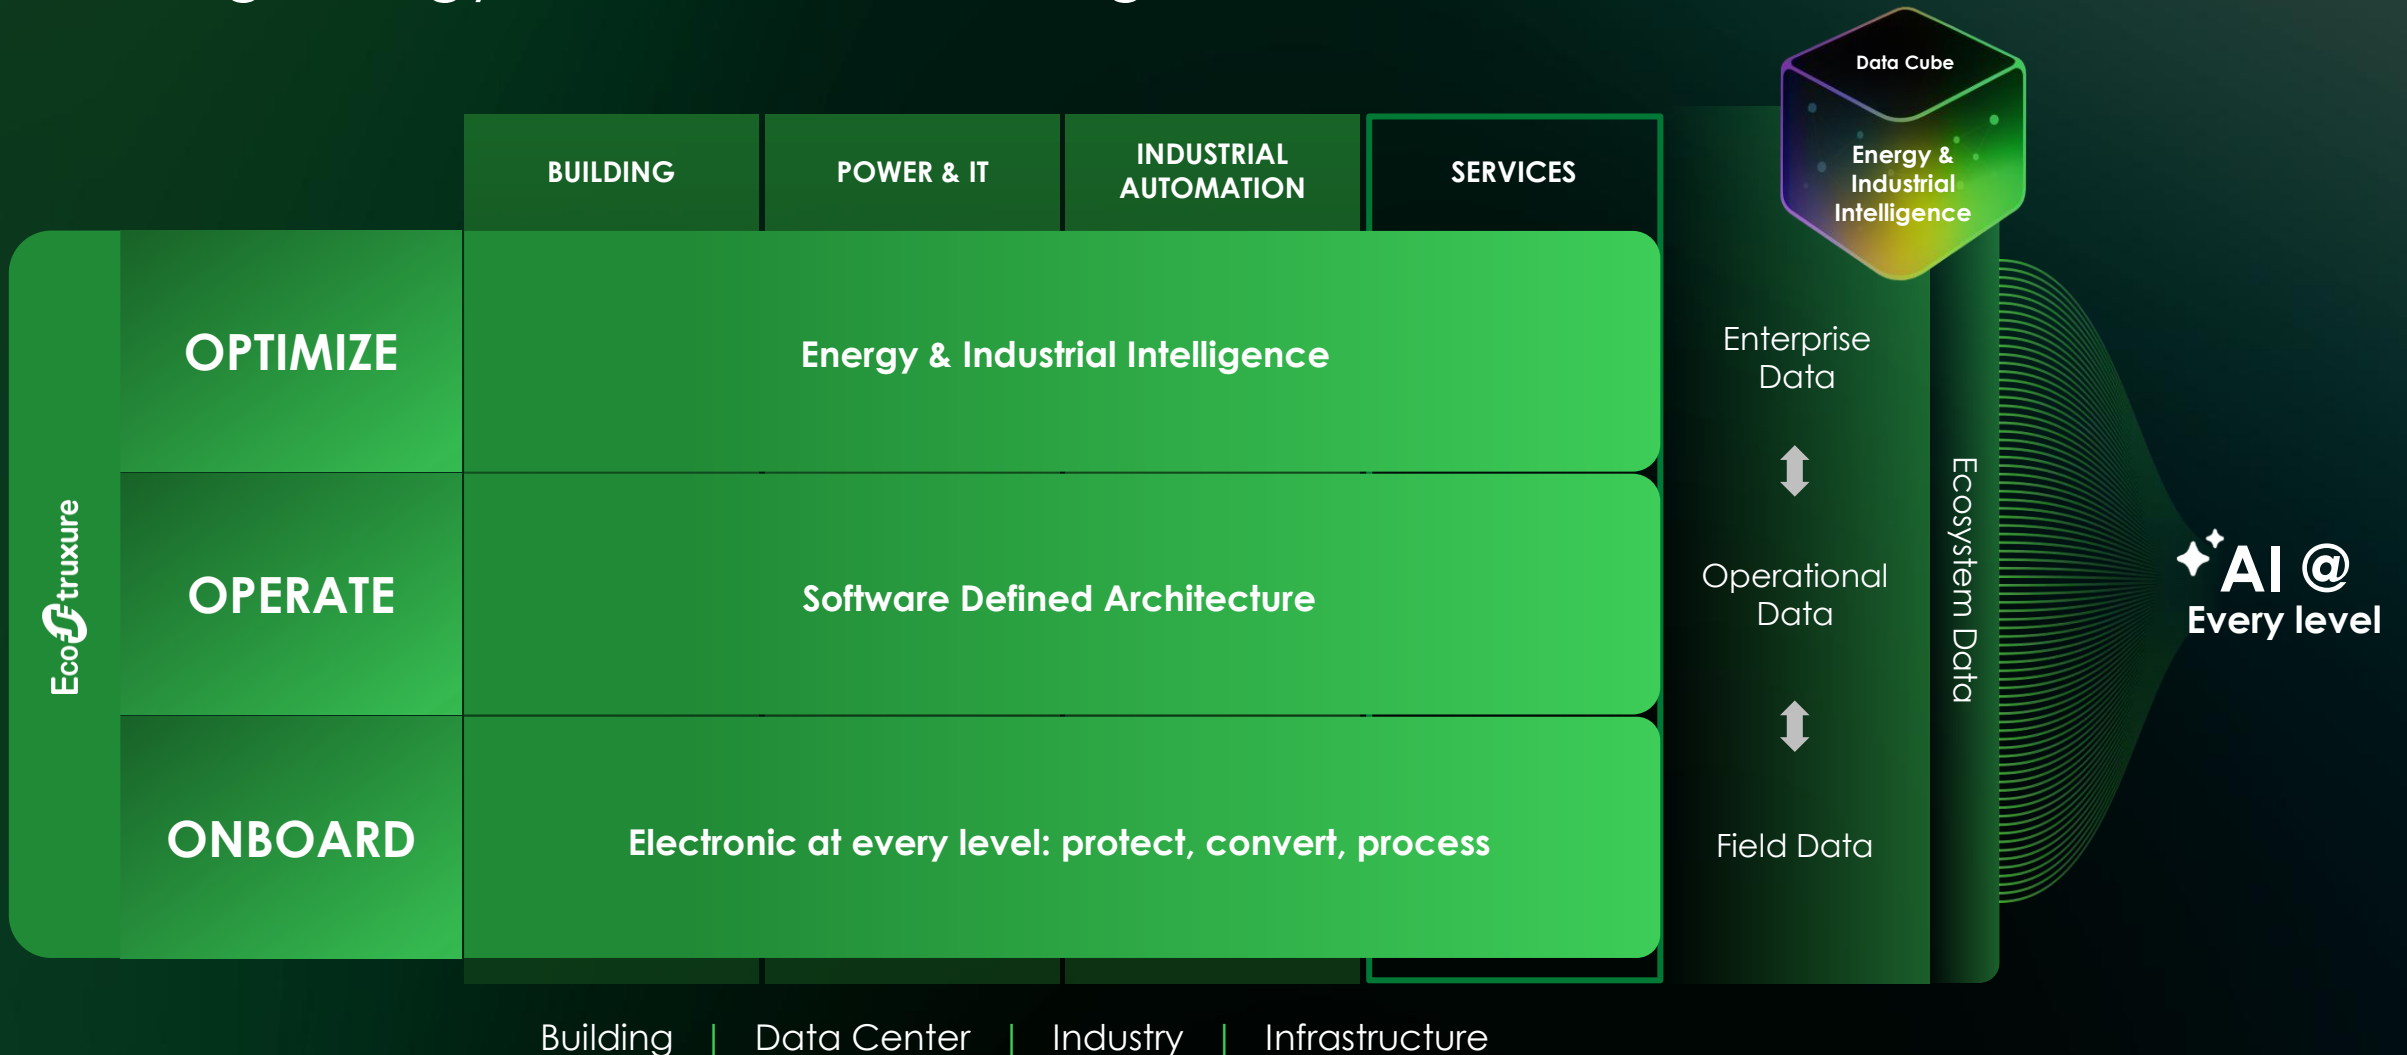 Data Cube
Energy &
Industrial
Intelligence
BUILDING
POWER & IT
INDUSTRIAL
AUTOMATION
SERVICES
EcoStruxure
OPTIMIZE
Energy & Industrial Intelligence
Enterprise
Data
OPERATE
Software Defined Architecture
Operational
Data
ONBOARD
Electronic at every level: protect, convert, process
Field Data
Ecosystem Data
AI @
Every level
Building | Data Center | Industry | Infrastructure